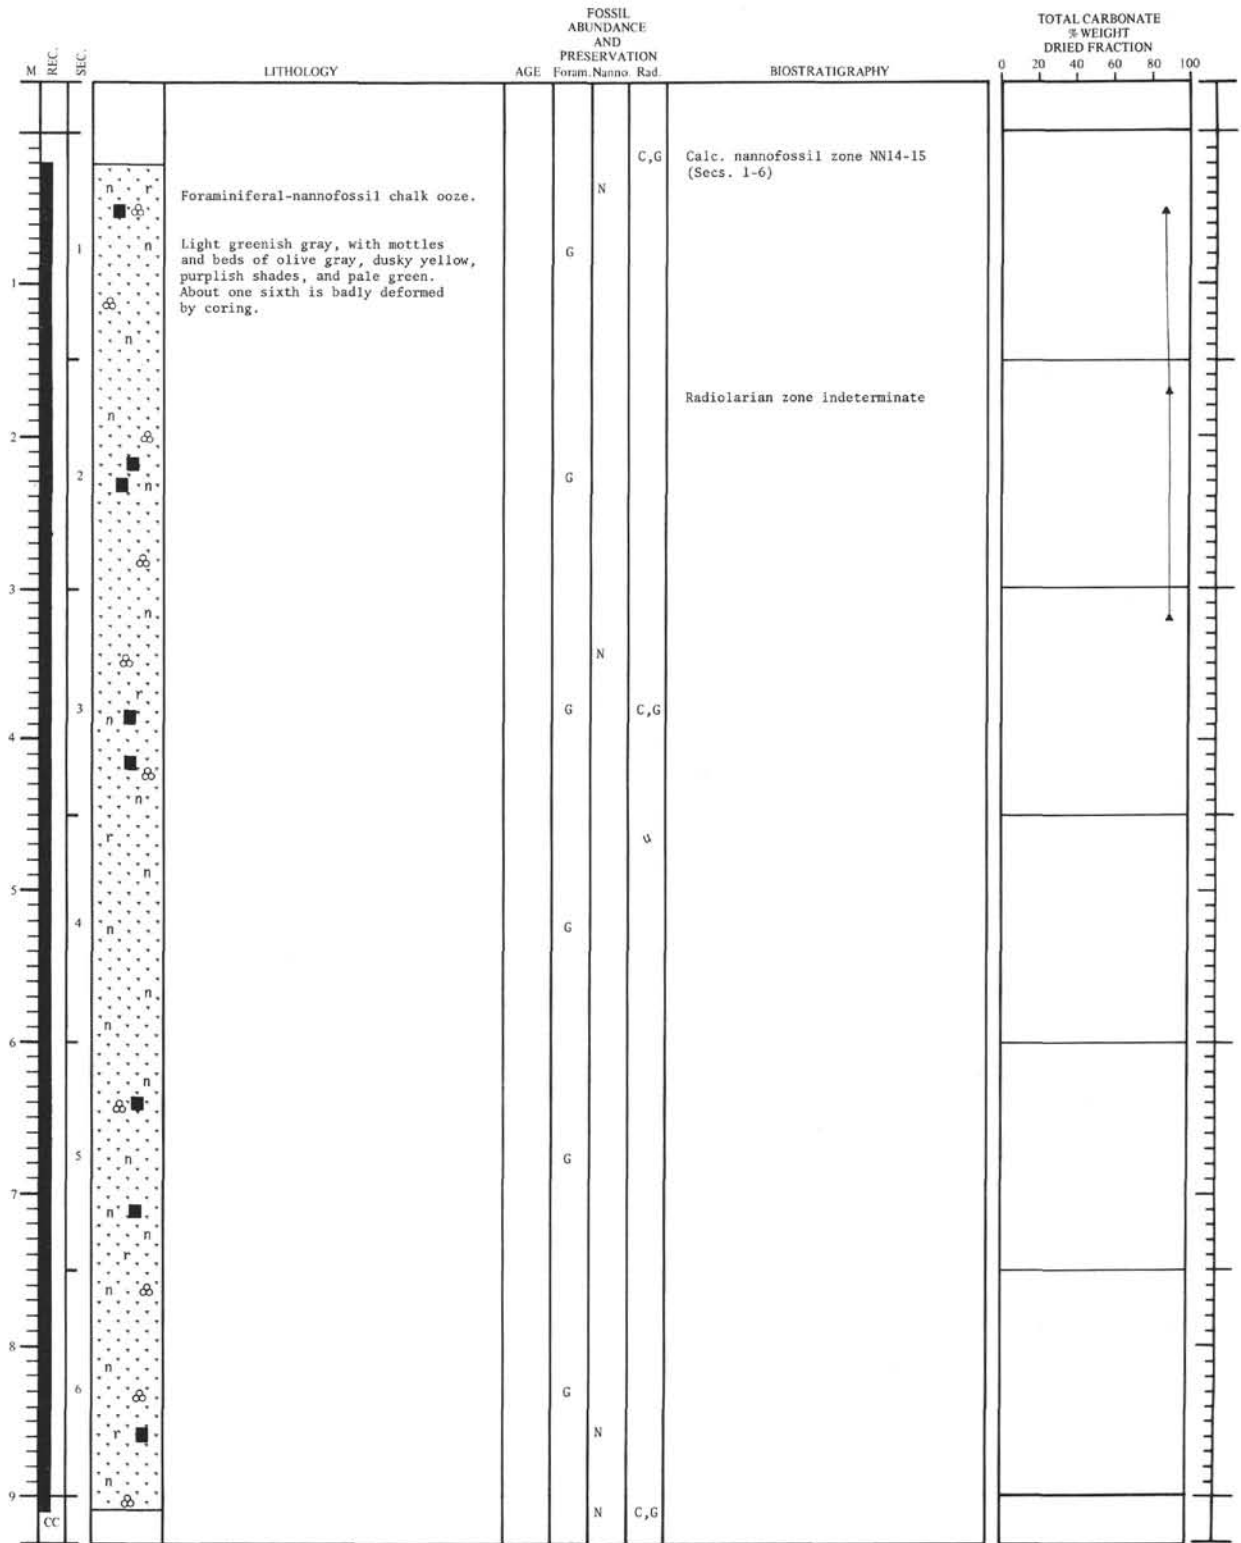 FOSSIL
ABUNDANCE
AND
PRESERVATION
TOTAL CARBONATE
% WEIGHT
DRIED FRACTION
M REC. SEC. LITHOLOGY AGE Foram. Nanno. Rad. BIOSTRATIGRAPHY 0 20 40 60 80 100
C,G Calc. nannofossil zone NN14-15
(Secs. 1-6)
n r N
Foraminiferal-nannofossil chalk ooze.
1 n Light greenish gray, with mottles
and beds of olive gray, dusky yellow, G
purplish shades, and pale green.
1 About one sixth is badly deformed
by coring.
n
Radiolarian zone indeterminate
n
2
2 n G
3
n
N
r
3 n G C,G
4
n
r u
n
5
4 n G
n
n
6
n
5 n G
7
n
n
r
n
8
n
6 G
r N
n
9
CC N C,G